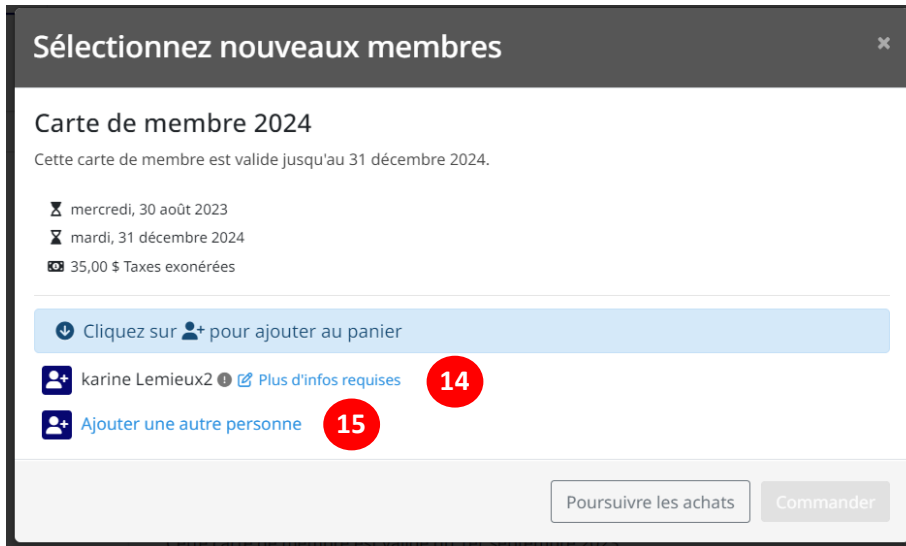 Sélectionnez nouveaux membres ×
Carte de membre 2024
Cette carte de membre est valide jusqu'au 31 décembre 2024.
mercredi, 30 août 2023
mardi, 31 décembre 2024
35,00 $ Taxes exonérées
Cliquez sur pour ajouter au panier
karine Lemieux2 Plus d'infos requises 14
Ajouter une autre personne 15
Poursuivre les achats Commander